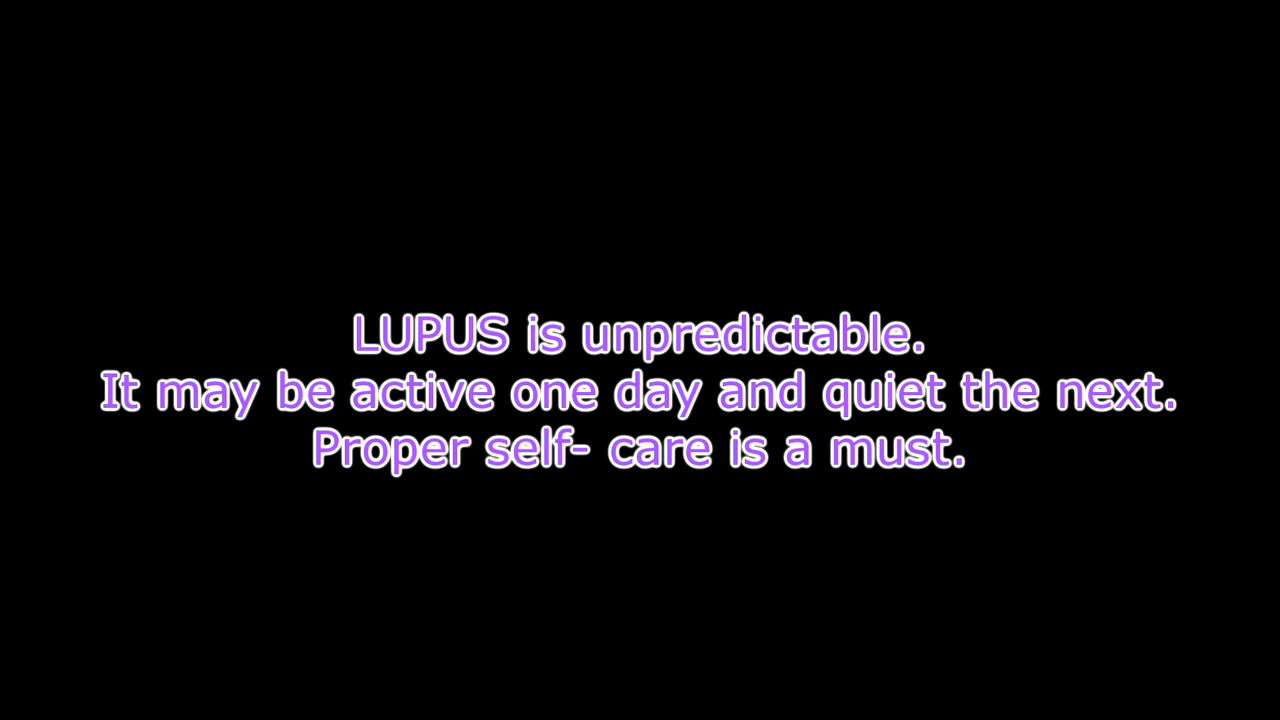 LUPUS is unpredictable.
It may be active one day and quiet the next.
Proper self- care is a must.